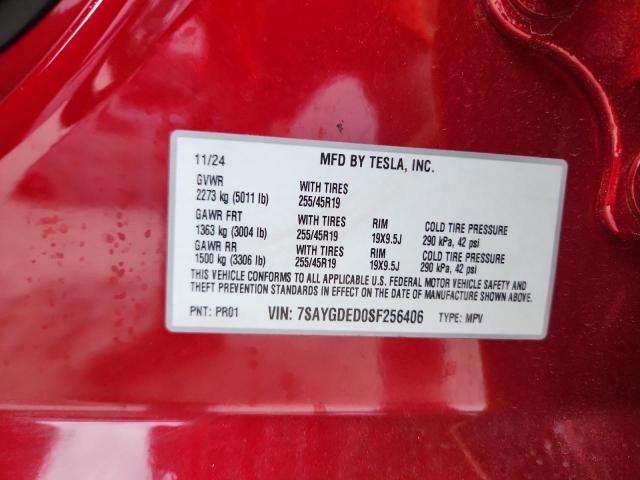 11/24 MFD BY TESLA, INC.
GVWR
2273 kg (5011 lb) WITH TIRES 255/45R19
GAWR FRT
1363 kg (3004 lb) WITH TIRES 255/45R19 RIM 19X9.5J COLD TIRE PRESSURE 290 kPa, 42 psi
GAWR RR
1500 kg (3306 lb) WITH TIRES 255/45R19 RIM 19X9.5J COLD TIRE PRESSURE 290 kPa, 42 psi
THIS VEHICLE CONFORMS TO ALL APPLICABLE U.S. FEDERAL MOTOR VEHICLE SAFETY AND
THEFT PREVENTION STANDARDS IN EFFECT ON THE DATE OF MANUFACTURE SHOWN ABOVE.
PNT: PR01 VIN: 7SAYGDED0SF256406 TYPE: MPV